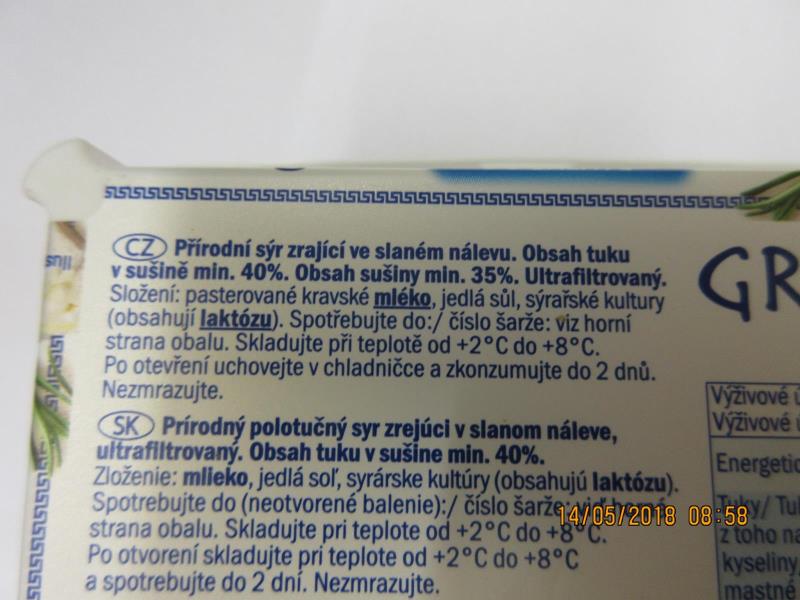 CZ Přírodní sýr zrající ve slaném nálevu. Obsah tuku
v sušině min. 40%. Obsah sušiny min. 35%. Ultrafiltrovaný.
Složení: pasterované kravské mléko, jedlá sůl, sýrařské kultury
(obsahují laktózu). Spotřebujte do:/ číslo šarže: viz horní
strana obalu. Skladujte při teplotě od +2°C do +8°C.
Po otevření uchovejte v chladničce a zkonzumujte do 2 dnů.
Nezmrazujte.
SK Prírodný polotučný syr zrejúci v slanom náleve,
ultrafiltrovaný. Obsah tuku v sušine min. 40%.
Zloženie: mlieko, jedlá soľ, syrárske kultúry (obsahujú laktózu).
Spotrebujte do (neotvorené balenie):/ číslo šarže: viď horná
strana obalu. Skladujte pri teplote od +2°C do +8°C.
Po otvorení skladujte pri teplote od +2°C do +8°C
a spotrebujte do 2 dní. Nezmrazujte.
GR
Výživové
Výživové
Energetic
Tuky/ Tu
z toho na
kyseliny
mastné
14/05/2018 08:58